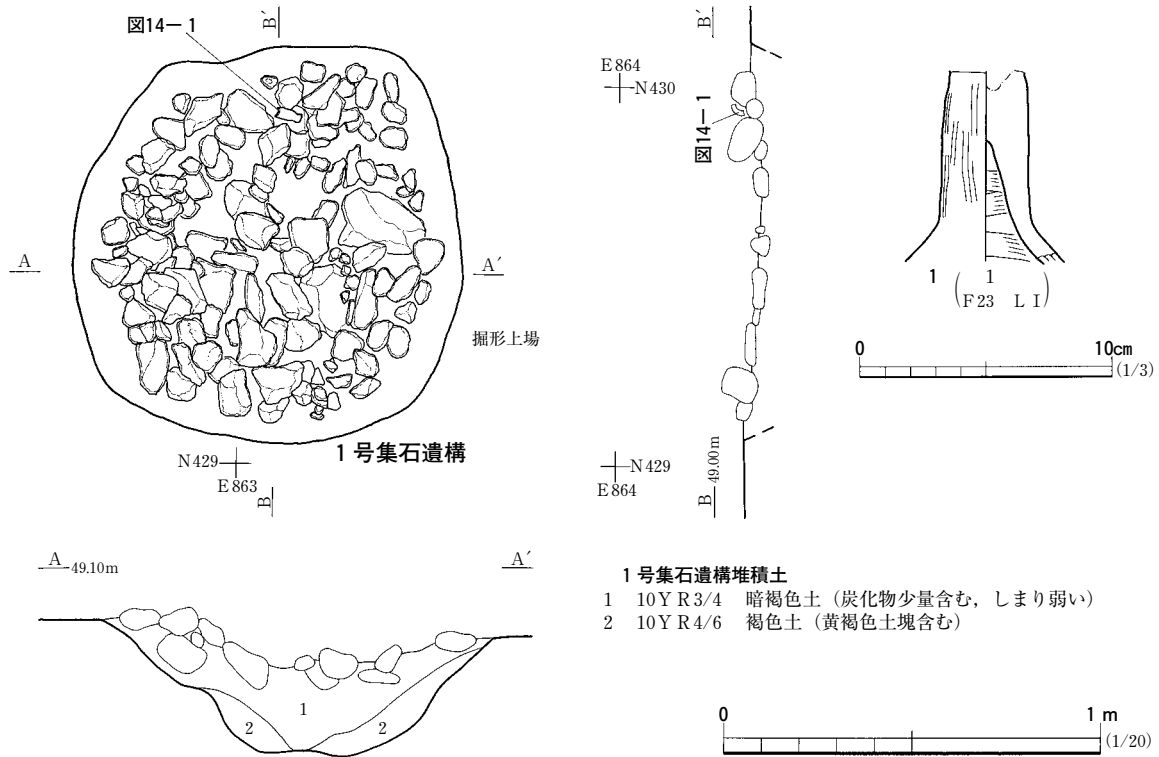 図14－1
B′
A
A′
掘形上場
1号集石遺構
N429
E863
B
B′
E864
N430
図14－1
N429
E864
B 49.00m
1
1
(F23 LⅠ)
0 10cm
(1/3)
A 49.10m
A′
1
2
2
1号集石遺構堆積土
1 10YR3/4 暗褐色土（炭化物少量含む，しまり弱い）
2 10YR4/6 褐色土（黄褐色土塊含む）
0 1m
(1/20)